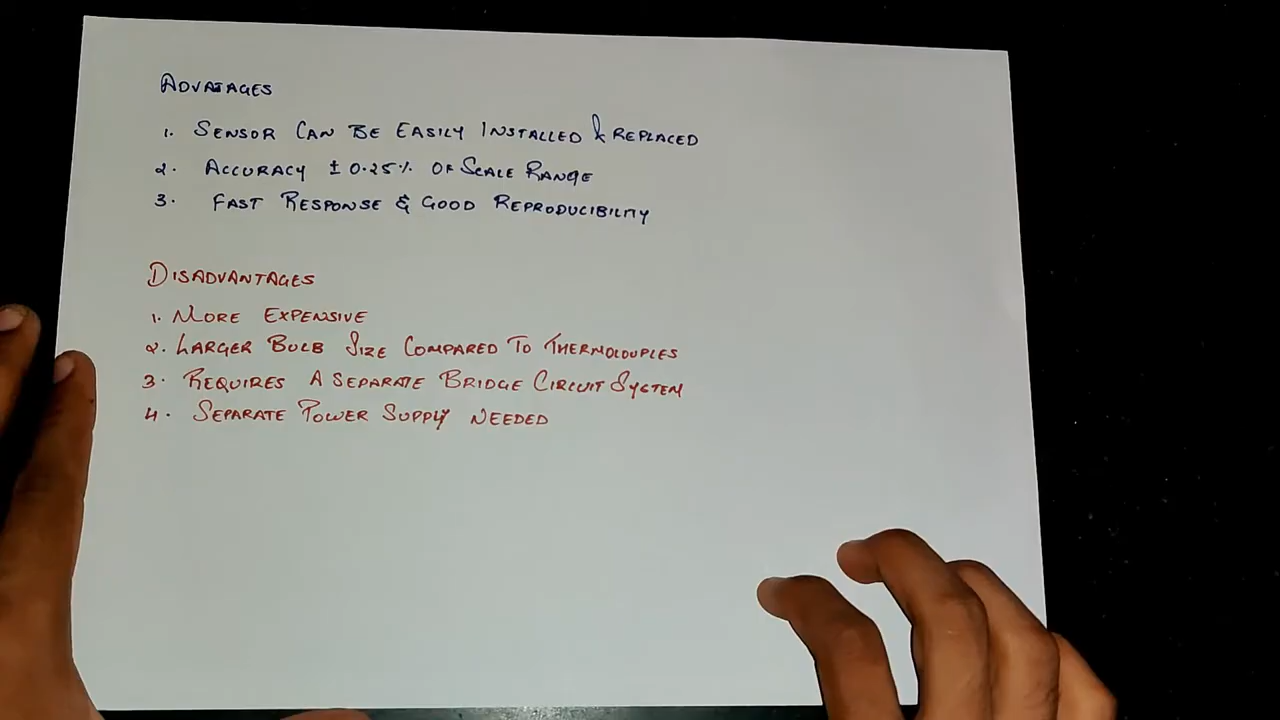 ADVATAGES
1. SENSOR CAN BE EASILY INSTALLED & REPLACED
2. ACCURACY ± 0.25% OF SCALE RANGE
3. FAST RESPONSE & GOOD REPRODUCIBILITY
DISADVANTAGES
1. MORE EXPENSIVE
2. LARGER BULB SIZE COMPARED TO THERMOLOUPLES
3. REQUIRES A SEPARATE BRIDGE CIRCUIT SYSTEM
4. SEPARATE POWER SUPPLY NEEDED